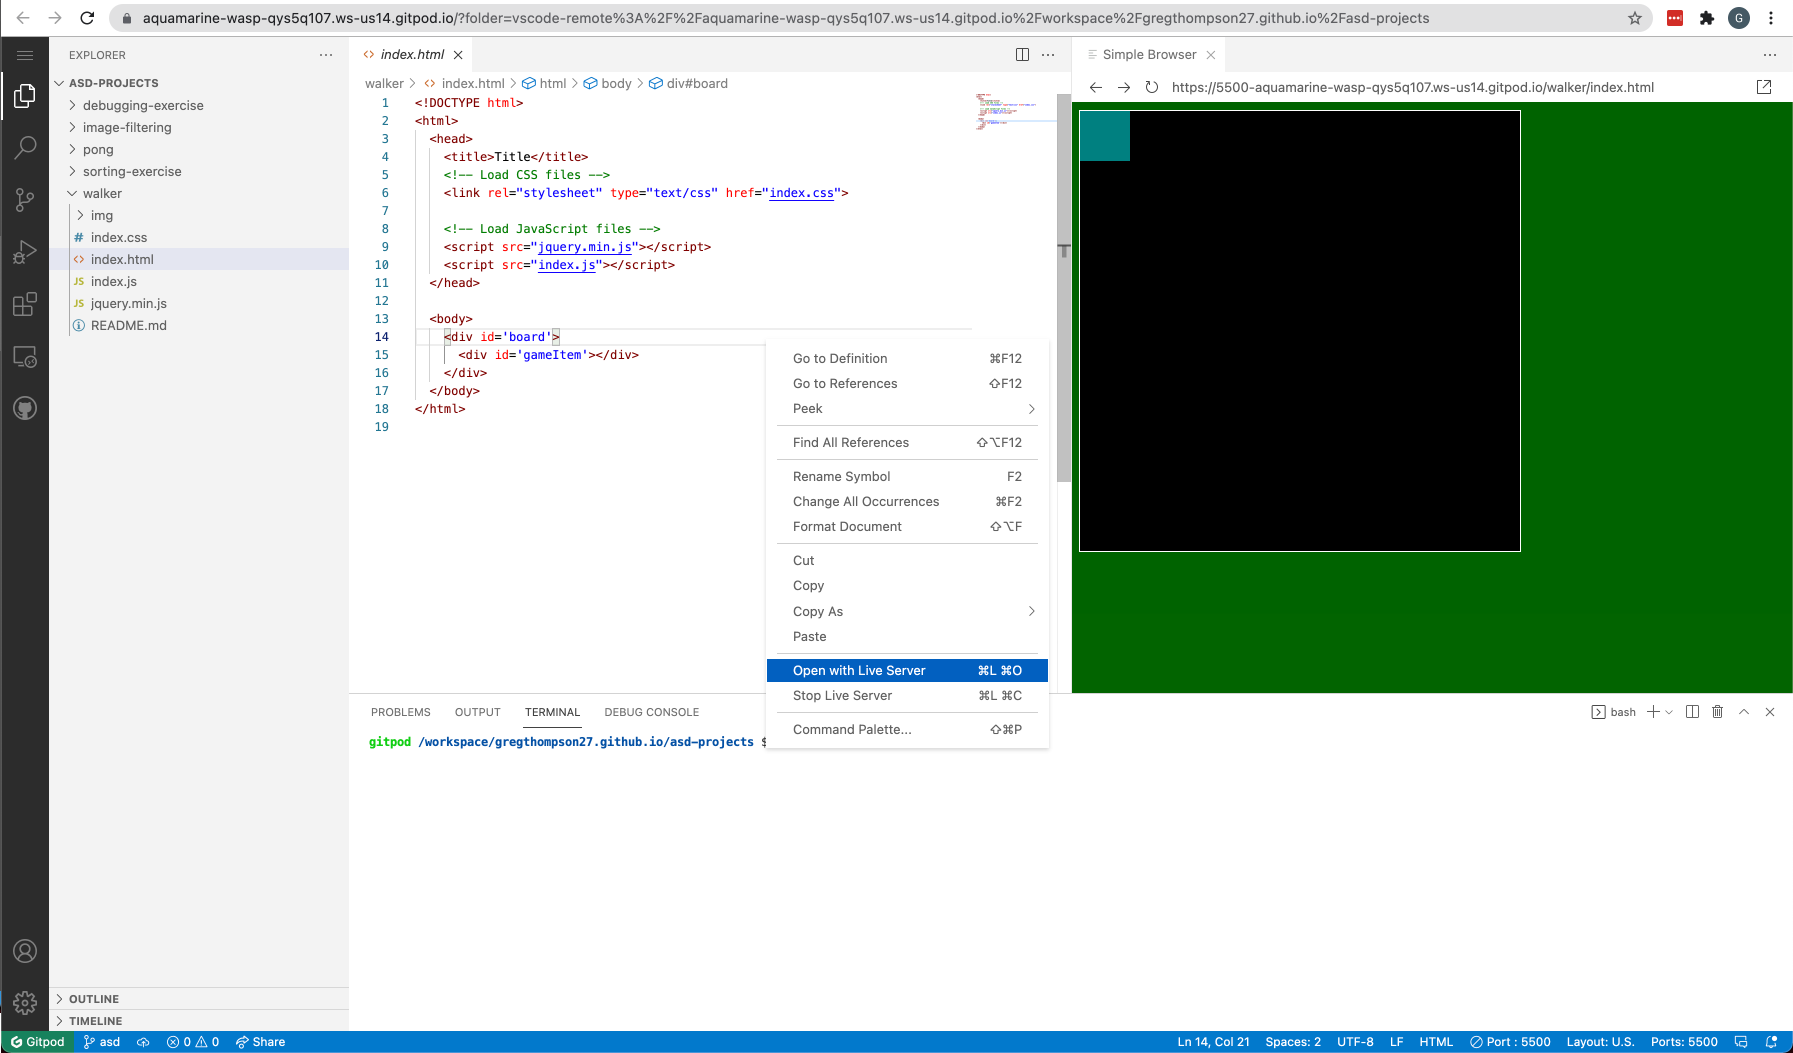 aquamarine-wasp-qys5q107.ws-us14.gitpod.io/?folder=vscode-remote%3A%2F%2Faquamarine-wasp-qys5q107.ws-us14.gitpod.io%2Fworkspace%2Fgregthompson27.github.io%2Fasd-projects
G
EXPLORER
ASD-PROJECTS
debugging-exercise
image-filtering
pong
sorting-exercise
walker
img
# index.css
<> index.html
JS index.js
JS jquery.min.js
README.md
OUTLINE
TIMELINE
<> index.html
walker > <> index.html > html > body > div#board
1 <!DOCTYPE html>
2 <html>
3 <head>
4 <title>Title</title>
5 <!-- Load CSS files -->
6 <link rel="stylesheet" type="text/css" href="index.css">
7
8 <!-- Load JavaScript files -->
9 <script src="jquery.min.js"></script>
10 <script src="index.js"></script>
11 </head>
12
13 <body>
14 <div id='board'>
15 <div id='gameItem'></div>
16 </div>
17 </body>
18 </html>
19
Go to Definition ⌘F12
Go to References ⇧F12
Peek
Find All References ⇧⌥F12
Rename Symbol F2
Change All Occurrences ⌘F2
Format Document ⇧⌥F
Cut
Copy
Copy As
Paste
Open with Live Server ⌘L ⌘O
Stop Live Server ⌘L ⌘C
Command Palette... ⇧⌘P
Simple Browser
https://5500-aquamarine-wasp-qys5q107.ws-us14.gitpod.io/walker/index.html
PROBLEMS OUTPUT TERMINAL DEBUG CONSOLE
bash
gitpod /workspace/gregthompson27.github.io/asd-projects $
Gitpod asd 0 0 Share
Ln 14, Col 21 Spaces: 2 UTF-8 LF HTML Port : 5500 Layout: U.S. Ports: 5500